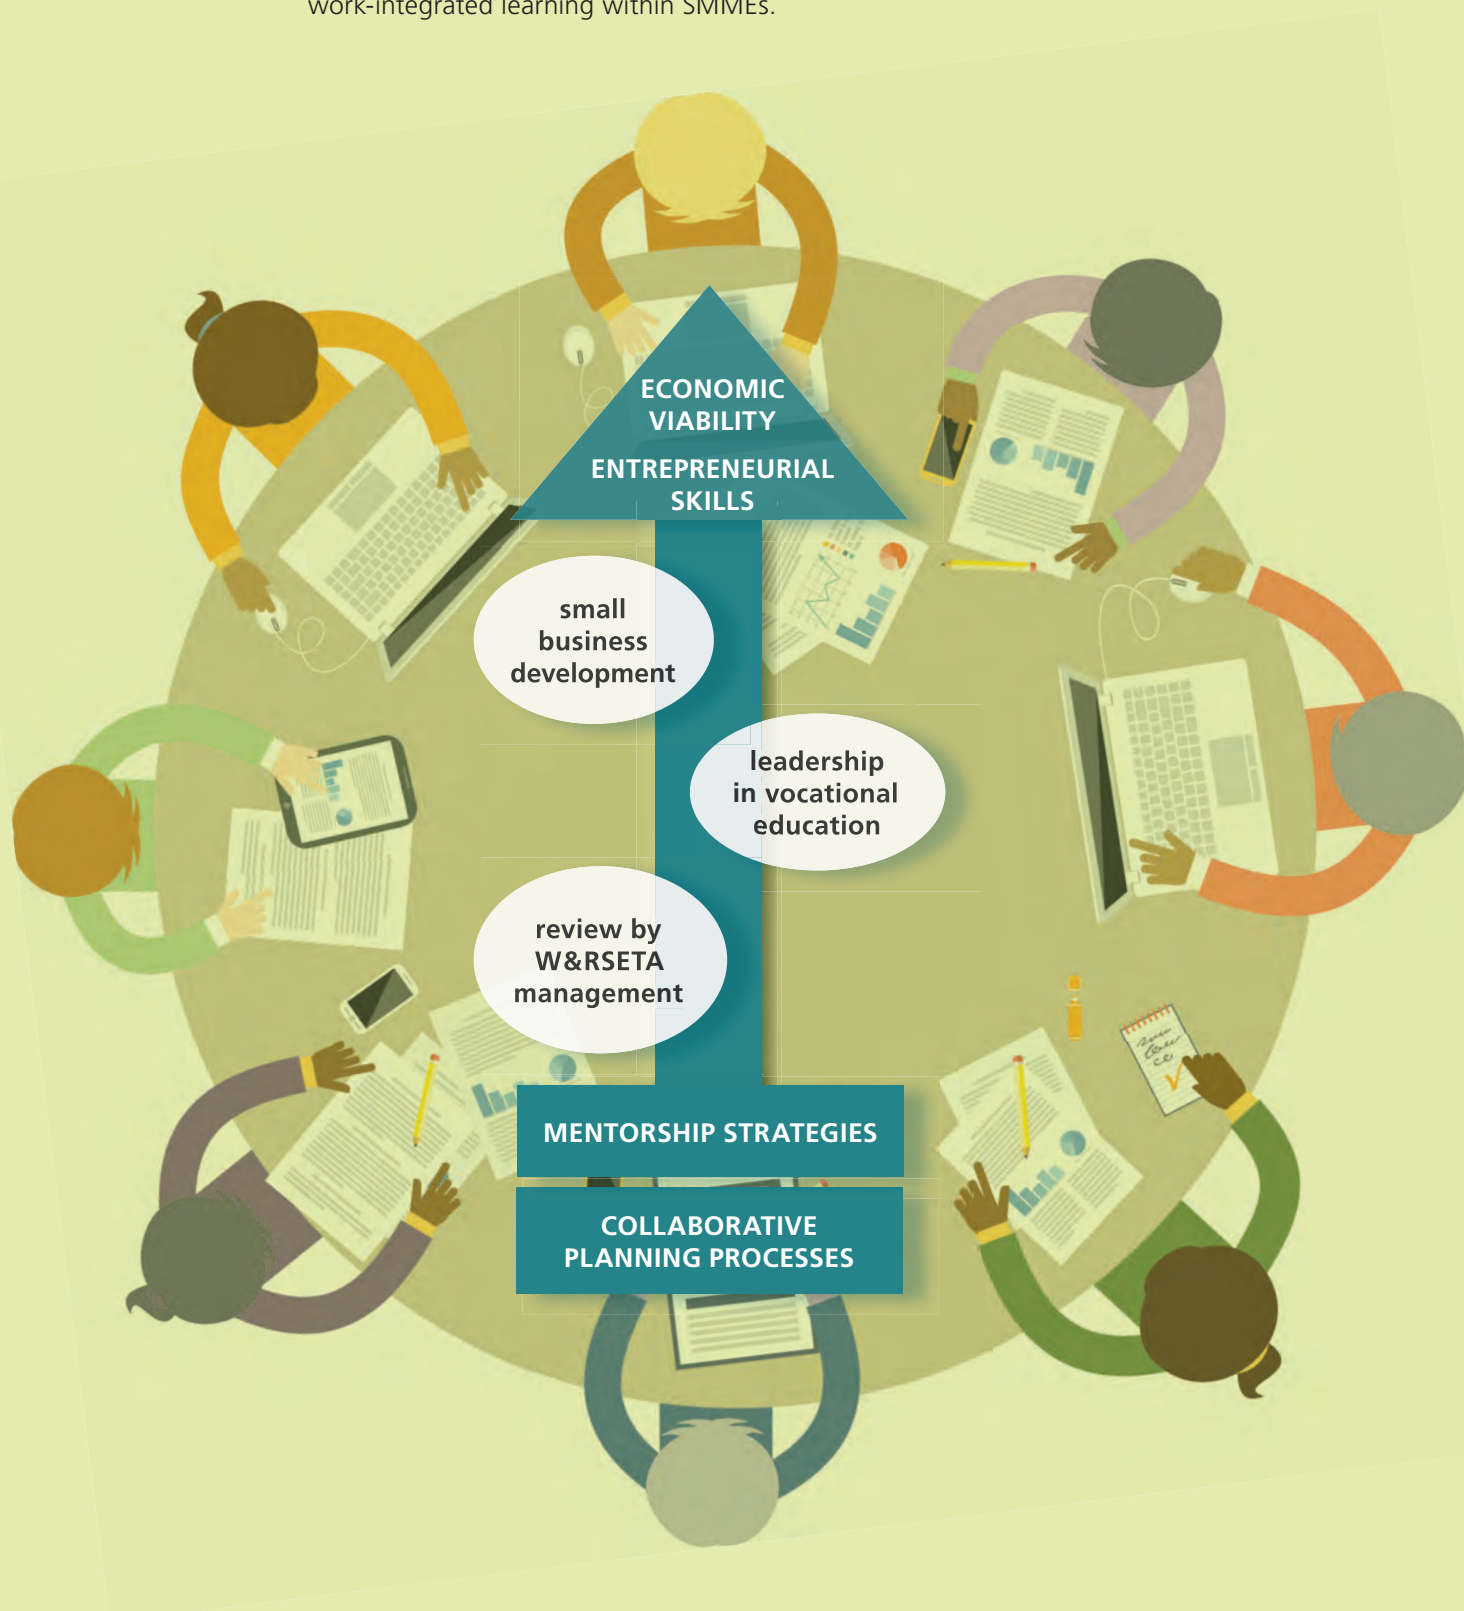 work-integrated learning within SMMEs.
ECONOMIC
VIABILITY
ENTREPRENEURIAL
SKILLS
small
business
development
leadership
in vocational
education
review by
W&RSETA
management
MENTORSHIP STRATEGIES
COLLABORATIVE
PLANNING PROCESSES